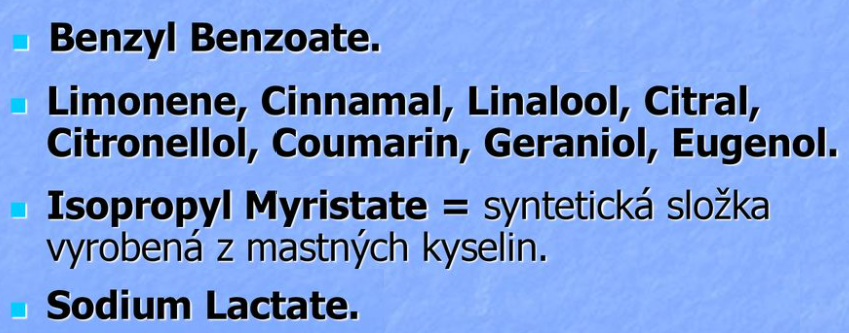 Benzyl Benzoate.
Limonene, Cinnamal, Linalool, Citral,
Citronellol, Coumarin, Geraniol, Eugenol.
Isopropyl Myristate = syntetická složka
vyrobená z mastných kyselin.
Sodium Lactate.